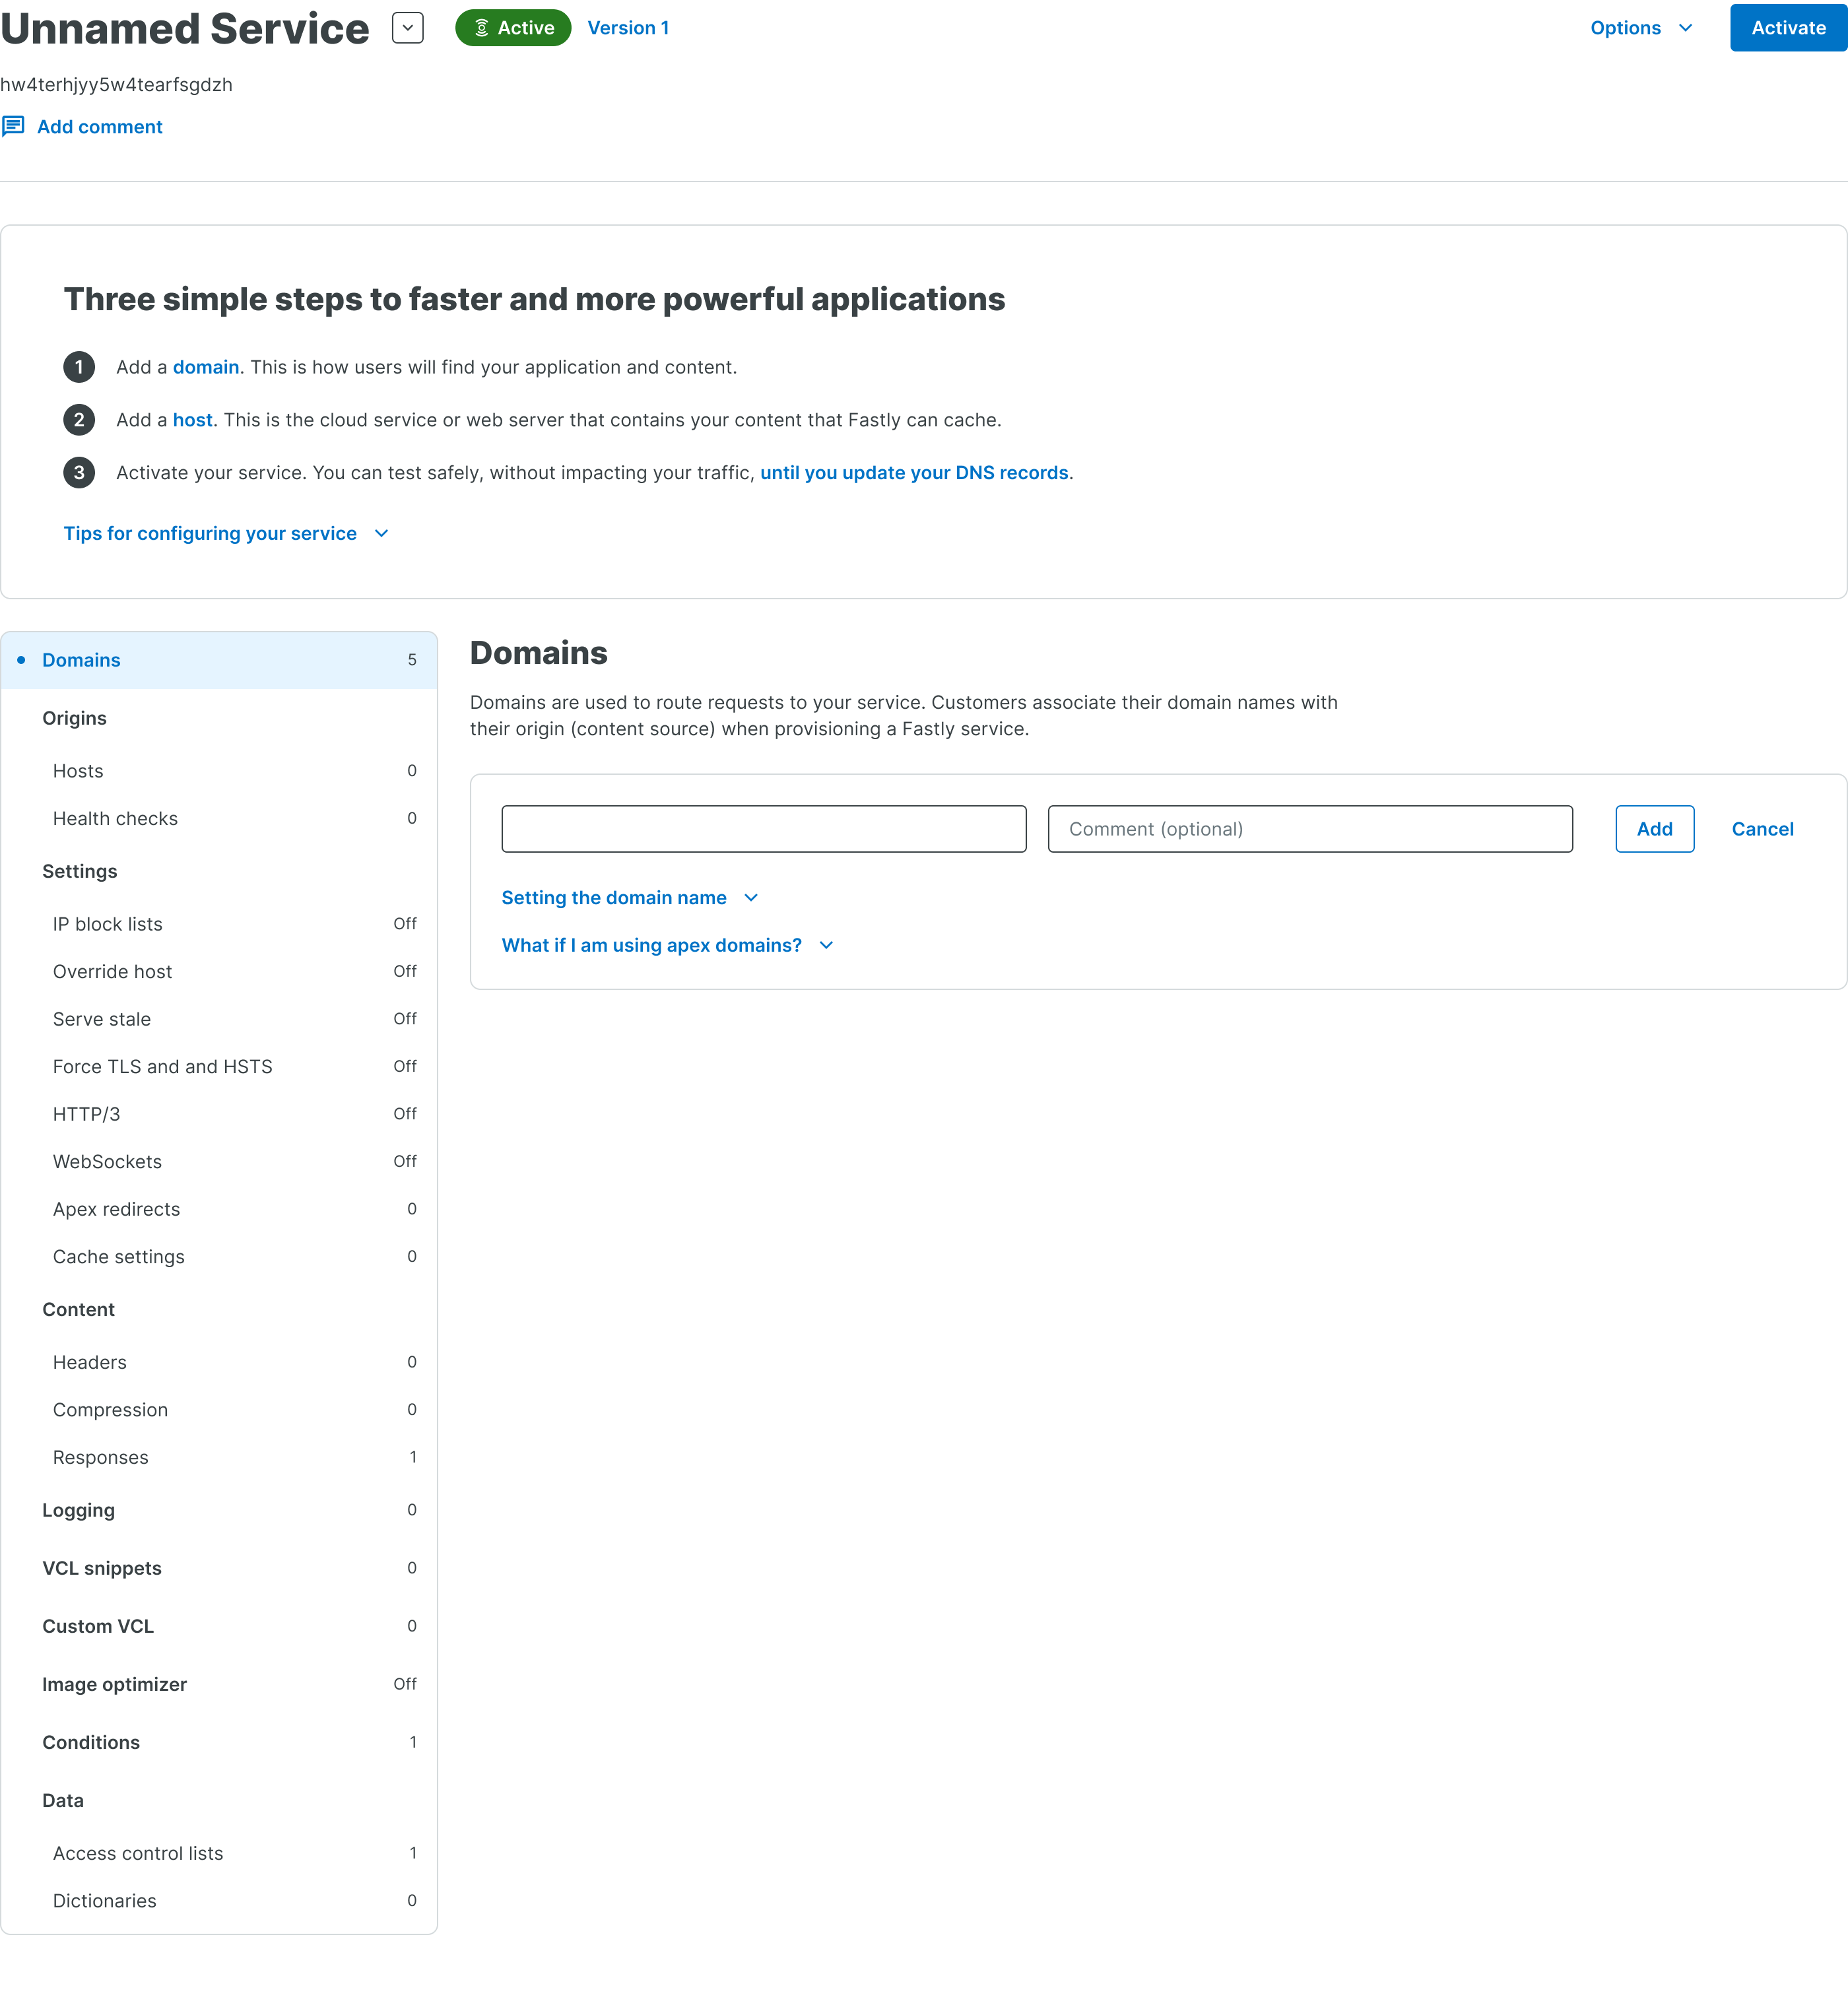 Unnamed Service
Active
Version 1
Options
Activate
hw4terhjyy5w4tearfsgdzh
Add comment
Three simple steps to faster and more powerful applications
1 Add a domain. This is how users will find your application and content.
2 Add a host. This is the cloud service or web server that contains your content that Fastly can cache.
3 Activate your service. You can test safely, without impacting your traffic, until you update your DNS records.
Tips for configuring your service
Domains 5
Origins
Hosts 0
Health checks 0
Settings
IP block lists Off
Override host Off
Serve stale Off
Force TLS and and HSTS Off
HTTP/3 Off
WebSockets Off
Apex redirects 0
Cache settings 0
Content
Headers 0
Compression 0
Responses 1
Logging 0
VCL snippets 0
Custom VCL 0
Image optimizer Off
Conditions 1
Data
Access control lists 1
Dictionaries 0
Domains
Domains are used to route requests to your service. Customers associate their domain names with
their origin (content source) when provisioning a Fastly service.
Comment (optional)
Add
Cancel
Setting the domain name
What if I am using apex domains?